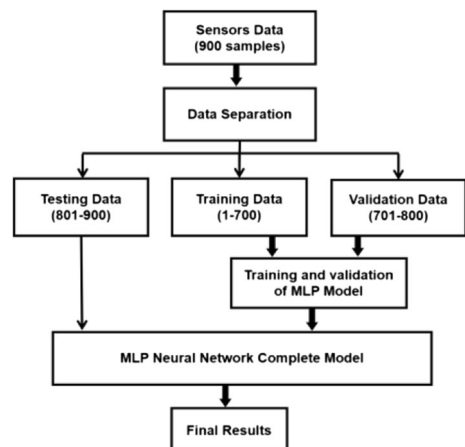 Sensors Data
(900 samples)
Data Separation
Testing Data
(801-900)
Training Data
(1-700)
Validation Data
(701-800)
Training and validation
of MLP Model
MLP Neural Network Complete Model
Final Results